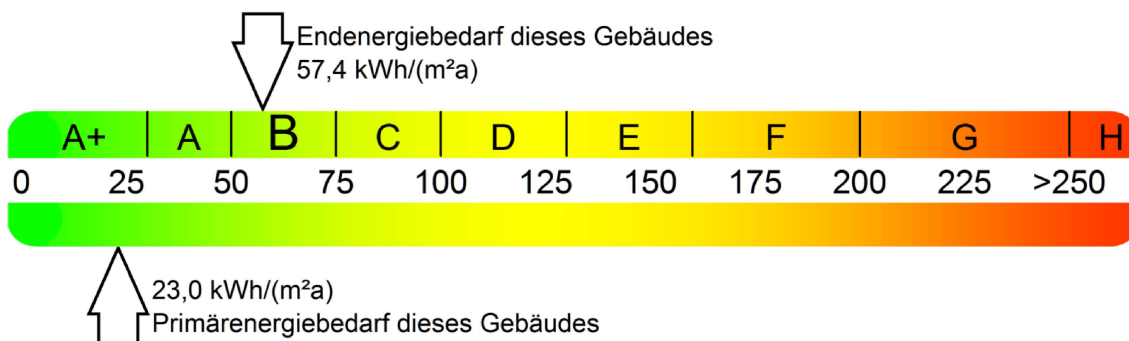 Endenergiebedarf dieses Gebäudes
57,4 kWh/(m²a)
A+ A B C D E F G H
0 25 50 75 100 125 150 175 200 225 >250
23,0 kWh/(m²a)
Primärenergiebedarf dieses Gebäudes